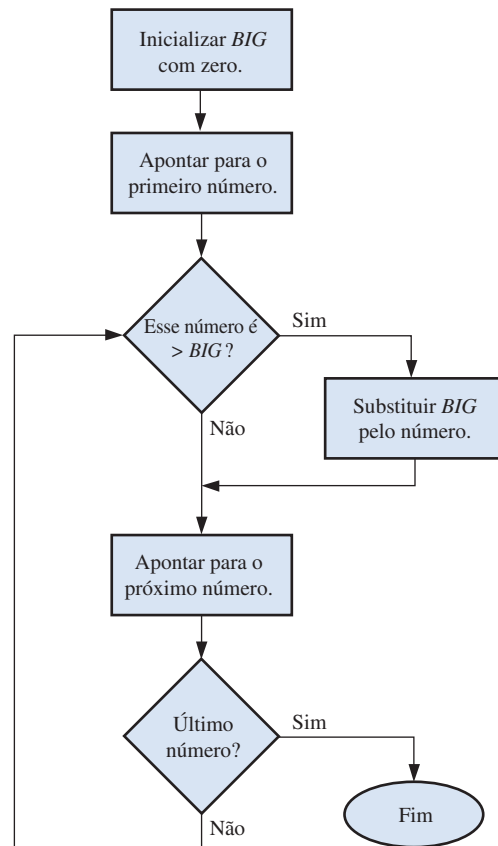 Inicializar BIG
com zero.
Apontar para o
primeiro número.
Esse número é
> BIG?
Sim
Substituir BIG
pelo número.
Não
Apontar para o
próximo número.
Último
número?
Sim
Fim
Não